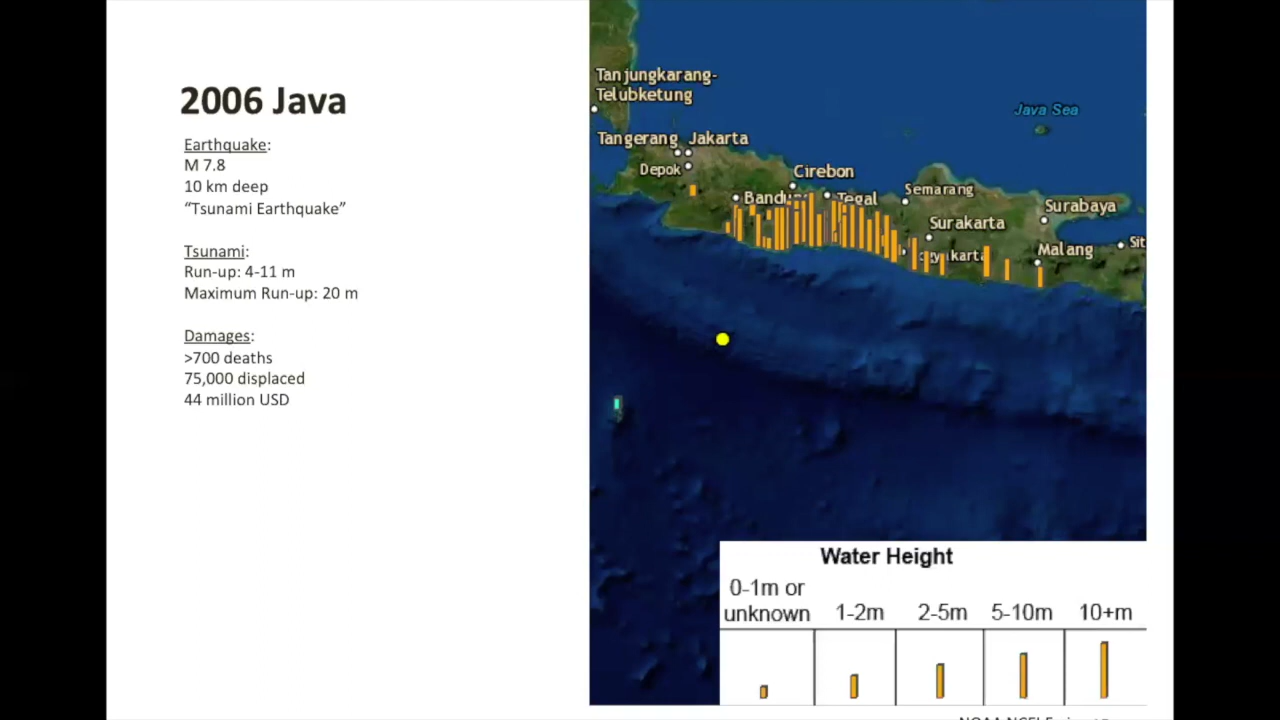 2006 Java
Earthquake:
M 7.8
10 km deep
“Tsunami Earthquake”
Tsunami:
Run-up: 4-11 m
Maximum Run-up: 20 m
Damages:
>700 deaths
75,000 displaced
44 million USD
Tanjungkarang-
Telubketung
Java Sea
Tangerang Jakarta
Depok
Cirebon
Tegal
Semarang
Surabaya
Surakarta
Malang
Sit
Water Height
0-1m or
unknown
1-2m
2-5m
5-10m
10+m